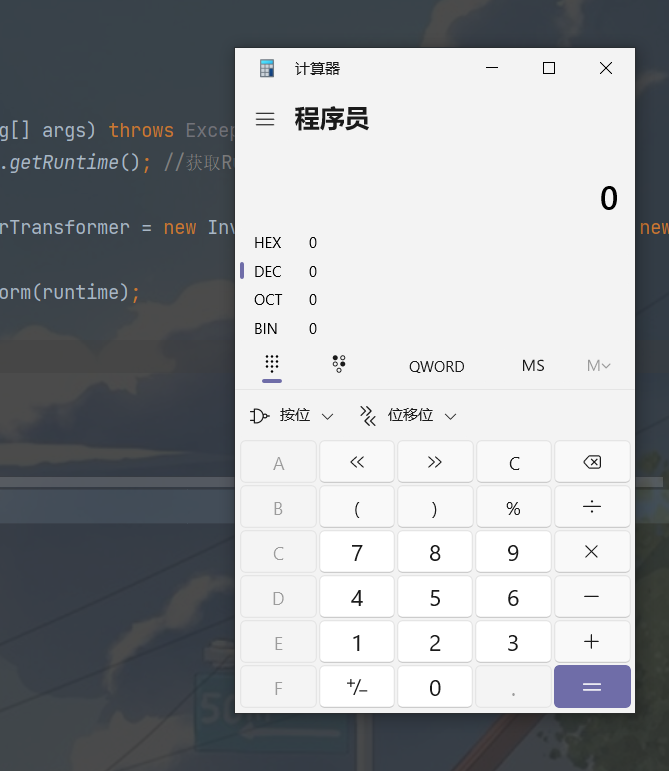 计算器
程序员
g[] args) throws Excep
.getRuntime(); //获取R
0
rTransformer = new Inv
new
HEX 0
DEC 0
orm(runtime);
OCT 0
BIN 0
QWORD MS M
按位 位移位
A << >> C
B ( ) % ÷
C 7 8 9 ×
D 4 5 6 −
E 1 2 3 +
F +/− 0 . =